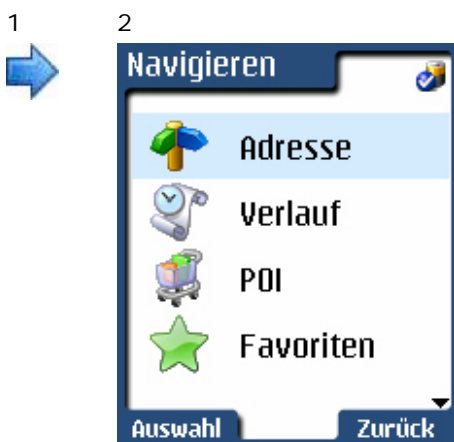 1 2
Navigieren
Adresse
Verlauf
POI
Favoriten
Auswahl Zurück